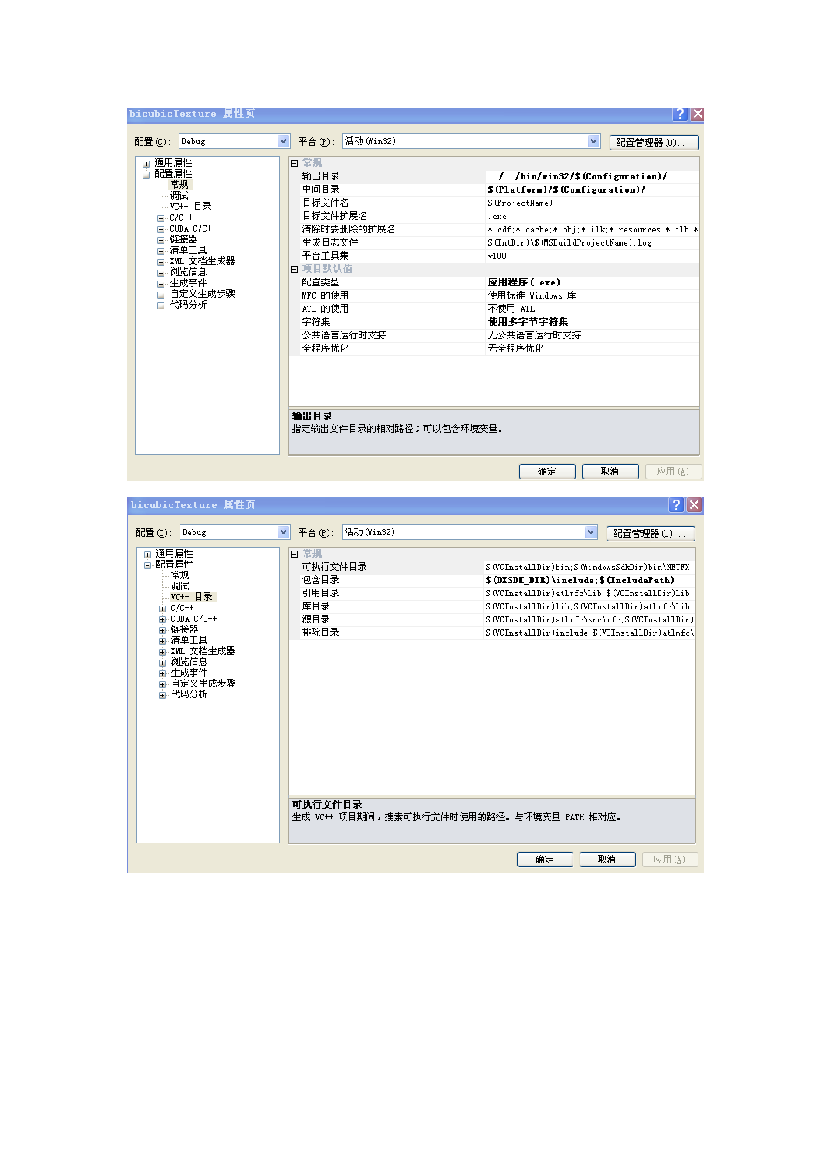 bicubicTexture 属性页
配置(C): Debug 平台(P): 活动(Win32) 配置管理器(O)...
通用属性
配置属性
常规
调试
VC++ 目录
C/C++
CUDA C/C++
链接器
清单工具
XML 文档生成器
浏览信息
生成事件
自定义生成步骤
代码分析
常规
输出目录 / /bin/win32/$(Configuration)/
中间目录 $(Platform)/$(Configuration)/
目标文件名 $(ProjectName)
目标文件扩展名 .exe
清除时要删除的扩展名 *.cdf;*.cache;*.obj;*.ilk;*.resources;*.tlb;*
生成日志文件 $(IntDir)\$(MSBuildProjectName).log
平台工具集 v100
项目默认值
配置类型 应用程序(.exe)
MFC 的使用 使用标准 Windows 库
ATL 的使用 不使用 ATL
字符集 使用多字节字符集
公共语言运行时支持 无公共语言运行时支持
全程序优化 无全程序优化
输出目录
指定输出文件目录的相对路径；可以包含环境变量。
确定 取消 应用(A)
bicubicTexture 属性页
配置(C): Debug 平台(P): 活动(Win32) 配置管理器(O)...
通用属性
配置属性
常规
调试
VC++ 目录
C/C++
CUDA C/C++
链接器
清单工具
XML 文档生成器
浏览信息
生成事件
自定义生成步骤
代码分析
常规
可执行文件目录 $(VCInstallDir)bin;$(WindowsSdkDir)bin\NETFX
包含目录 $(DXSDK_DIR)\include;$(IncludePath)
引用目录 $(VCInstallDir)atlmfc\lib;$(VCInstallDir)lib
库目录 $(VCInstallDir)lib;$(VCInstallDir)atlmfc\lib
源目录 $(VCInstallDir)atlmfc\src\mfc;$(VCInstallDir)
排除目录 $(VCInstallDir)include;$(VCInstallDir)atlmfc\
可执行文件目录
生成 VC++ 项目期间，搜索可执行文件时使用的路径。与环境变量 PATH 相对应。
确定 取消 应用(A)